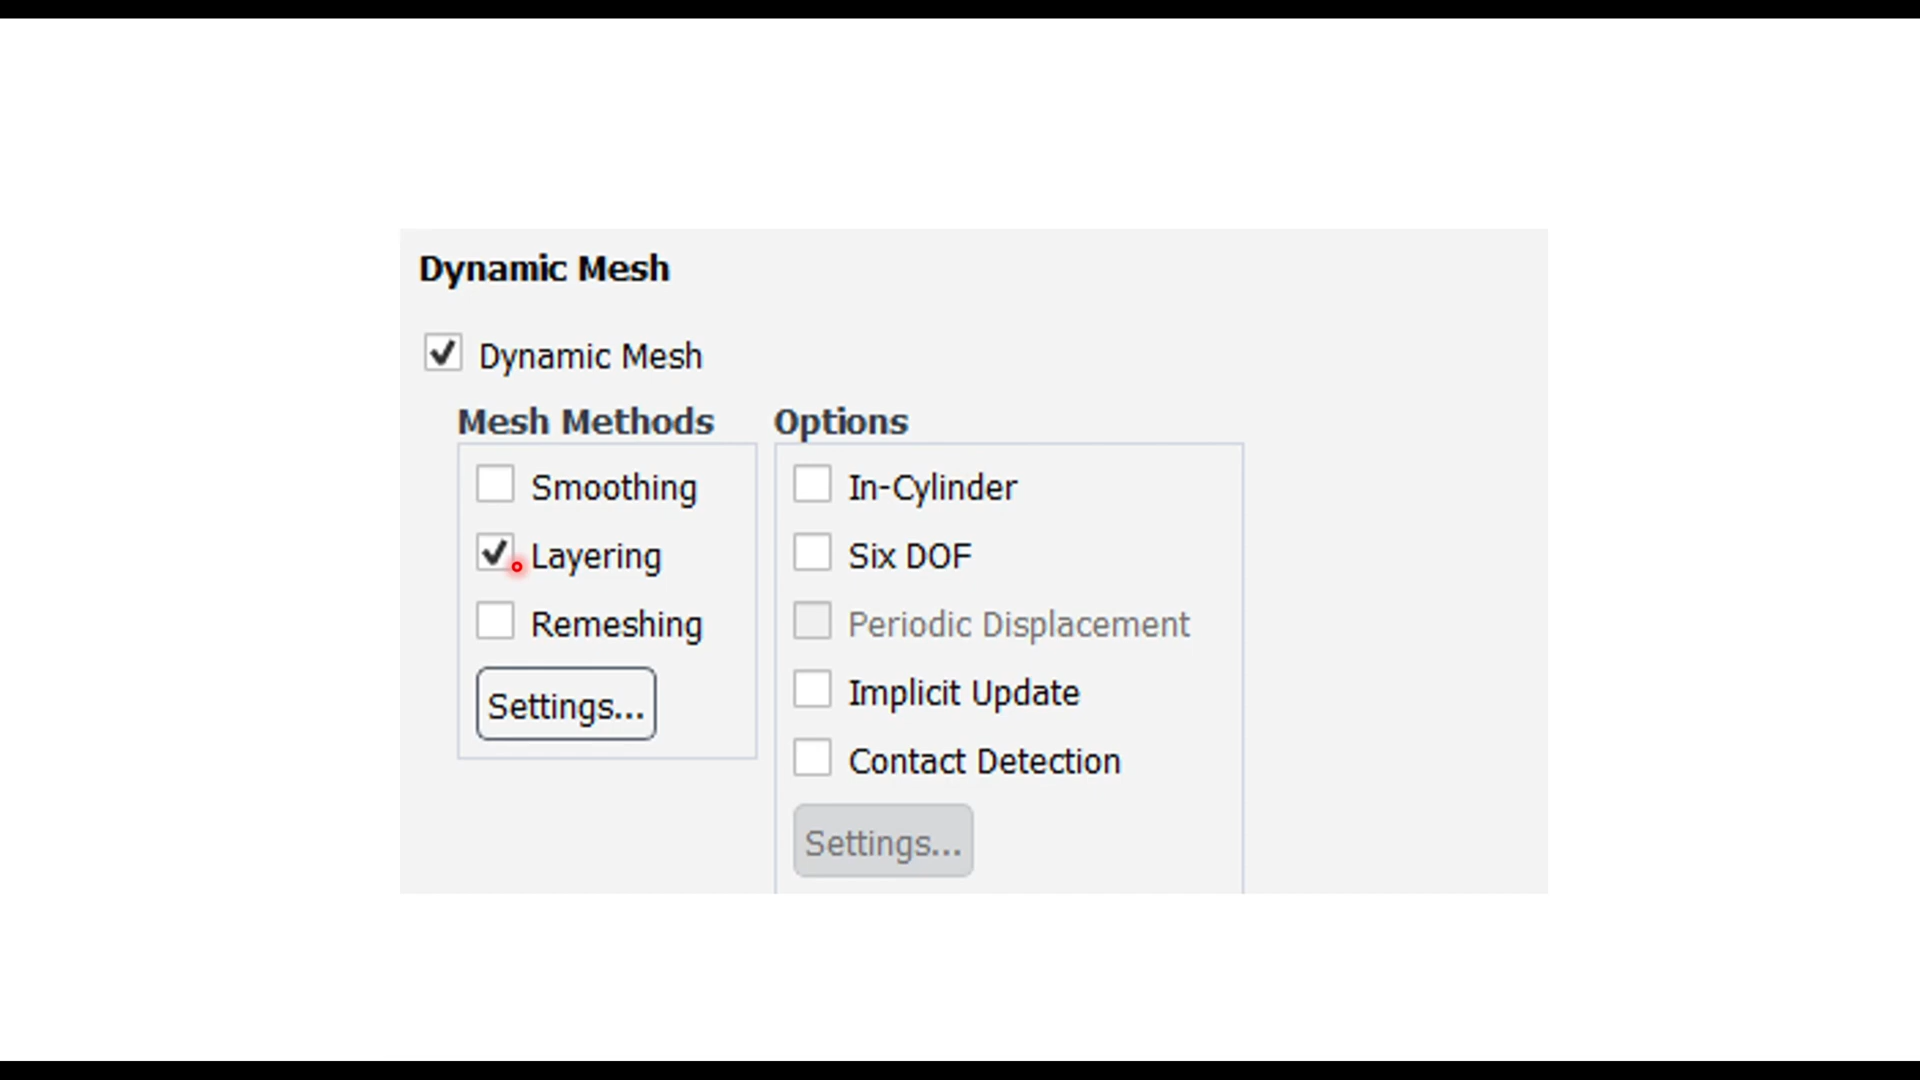 Dynamic Mesh
Dynamic Mesh
Mesh Methods
Smoothing
Layering
Remeshing
Settings...
Options
In-Cylinder
Six DOF
Periodic Displacement
Implicit Update
Contact Detection
Settings...